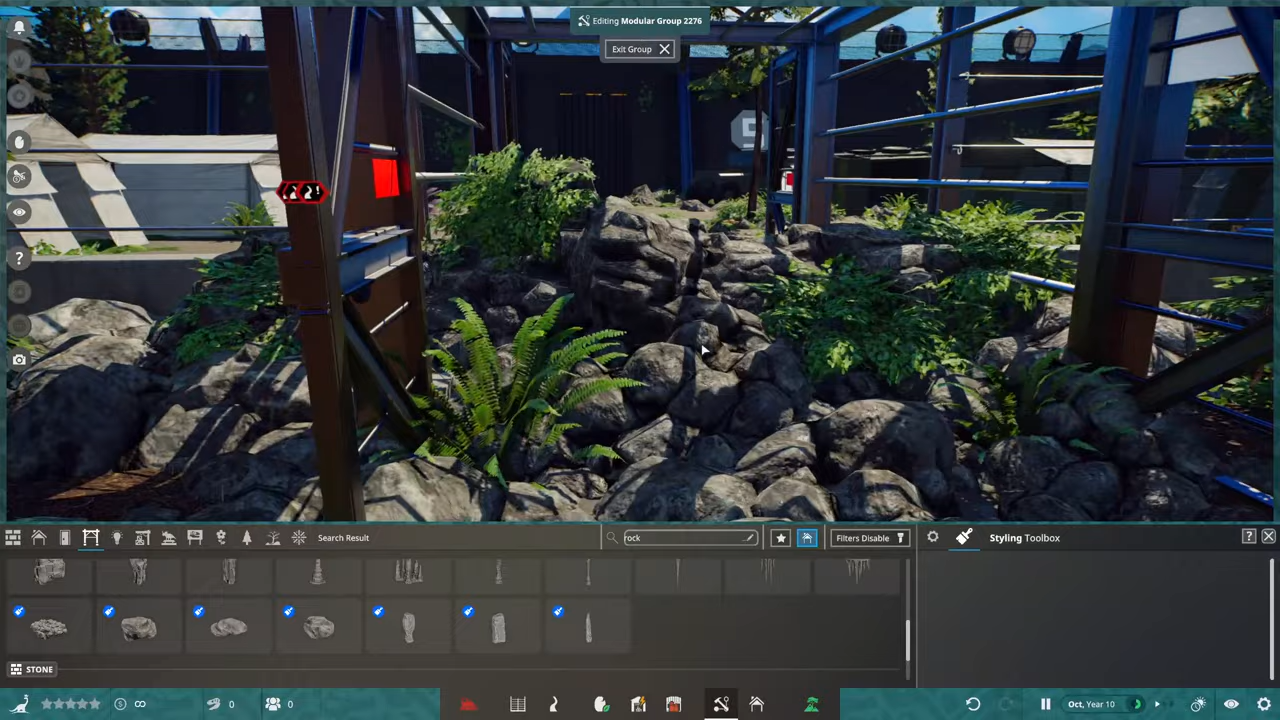 Editing Modular Group 2276
Exit Group
Search Result
rock
Filters Disable
Styling Toolbox
STONE
∞
0
0
Oct, Year 10